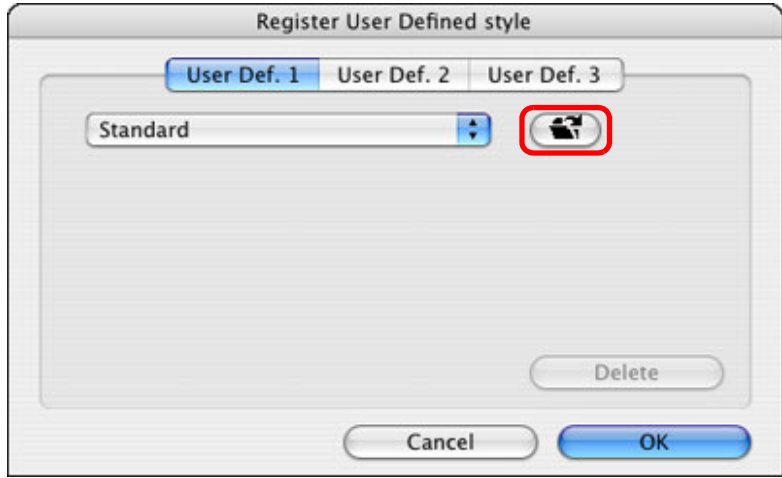 Register User Defined style
User Def. 1 User Def. 2 User Def. 3
Standard
Delete
Cancel OK